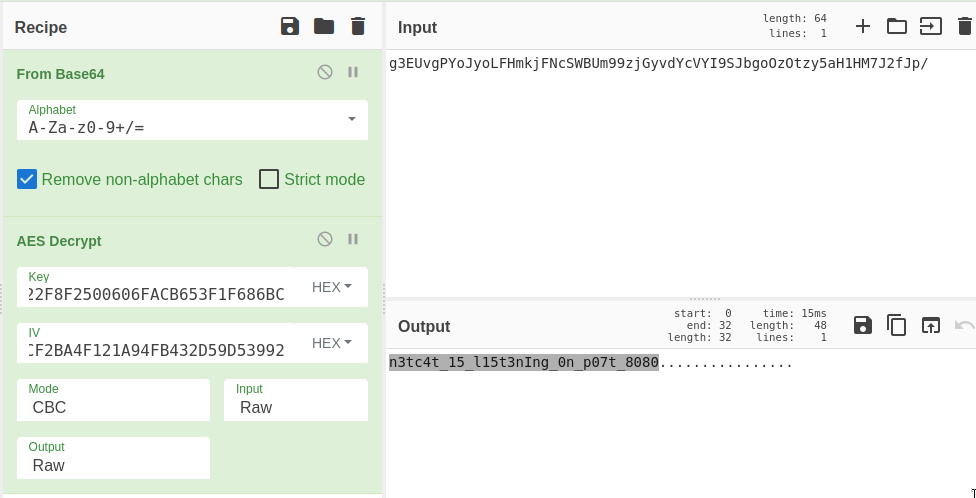 Recipe
From Base64
Alphabet
A-Za-z0-9+/=
Remove non-alphabet chars
Strict mode
AES Decrypt
Key
22F8F2500606FACB653F1F686BC
HEX
IV
CF2BA4F121A94FB432D59D53992
HEX
Mode
CBC
Input
Raw
Output
Raw
Input
length: 64
lines: 1
g3EUvgPYoJyoLFHmkjFNcSWBUm99zjGyvdYcVYI9SJbgoOzOtzy5aH1HM7J2fJp/
Output
start: 0
end: 32
length: 32
time: 15ms
length: 48
lines: 1
n3tc4t_15_l15t3nIng_0n_p07t_8080................